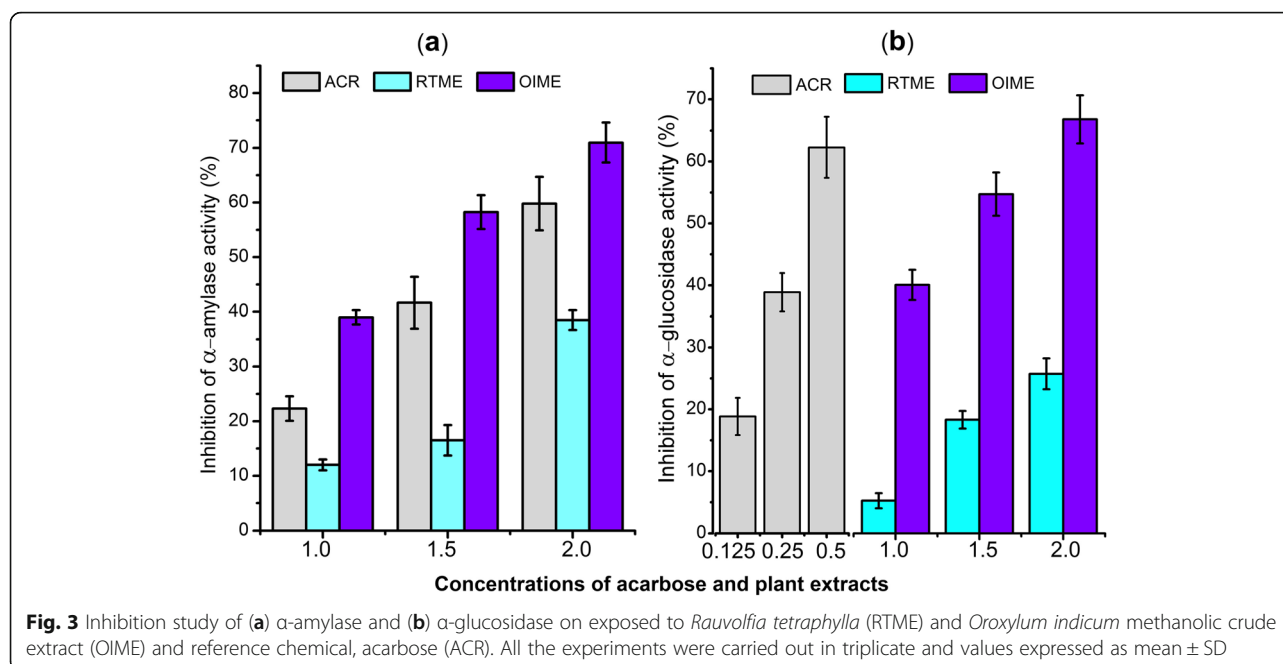 (a)
ACR RTME OIME
Inhibition of α−amylase activity (%)
80
70
60
50
40
30
20
10
0
1.0 1.5 2.0
(b)
ACR RTME OIME
Inhibition of α−glucosidase activity (%)
70
60
50
40
30
20
10
0
0.125 0.25 0.5 1.0 1.5 2.0
Concentrations of acarbose and plant extracts
Fig. 3 Inhibition study of (a) α-amylase and (b) α-glucosidase on exposed to Rauvolfia tetraphylla (RTME) and Oroxylum indicum methanolic crude
extract (OIME) and reference chemical, acarbose (ACR). All the experiments were carried out in triplicate and values expressed as mean ± SD